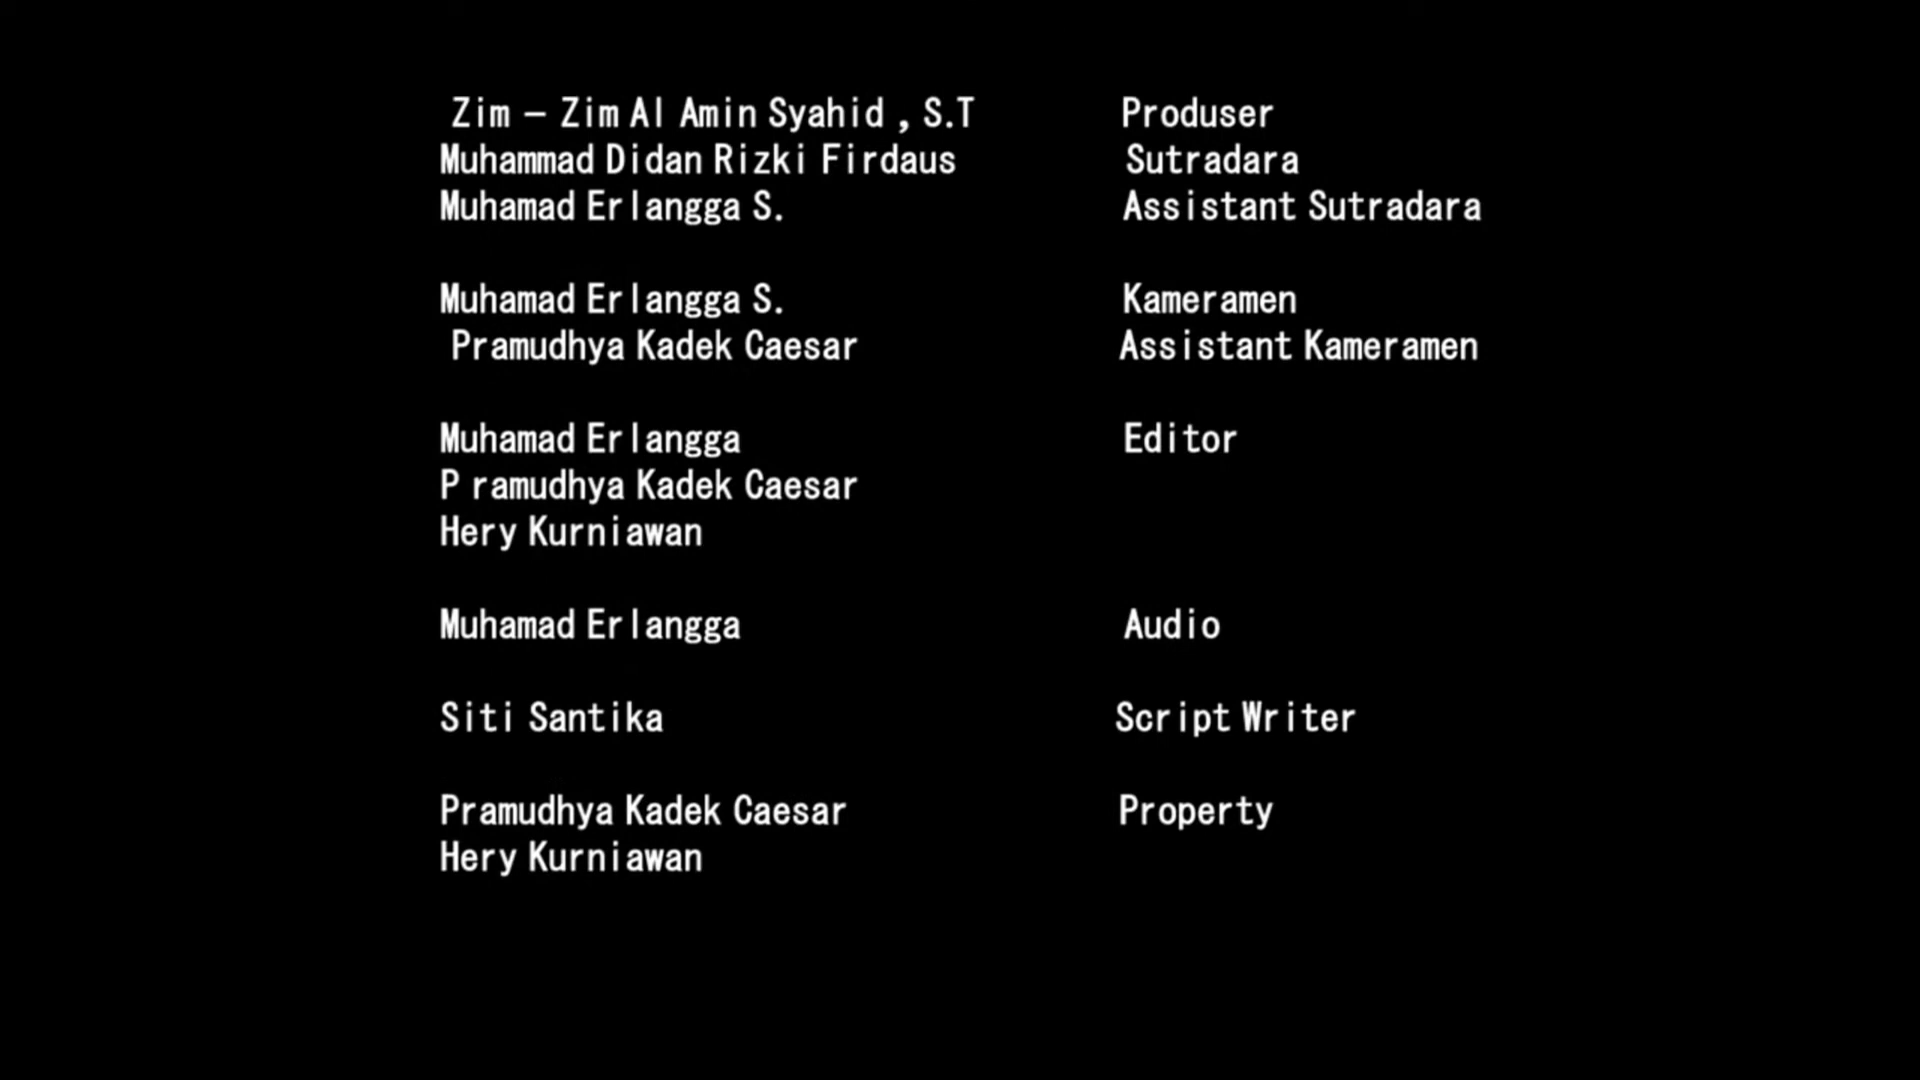 Zim – Zim Al Amin Syahid , S.T Produser
Muhammad Didan Rizki Firdaus Sutradara
Muhamad Erlangga S. Assistant Sutradara
Muhamad Erlangga S. Kameramen
Pramudhya Kadek Caesar Assistant Kameramen
Muhamad Erlangga Editor
P ramudhya Kadek Caesar
Hery Kurniawan
Muhamad Erlangga Audio
Siti Santika Script Writer
Pramudhya Kadek Caesar Property
Hery Kurniawan